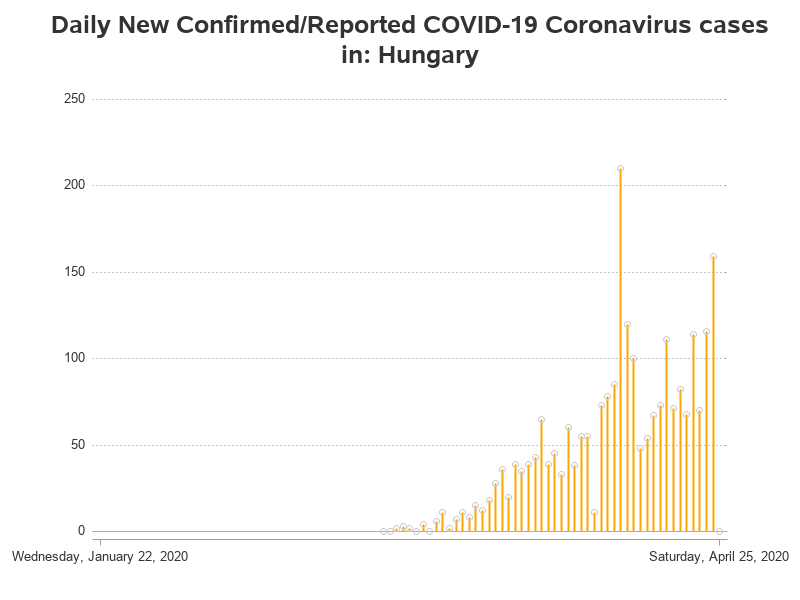 Daily New Confirmed/Reported COVID-19 Coronavirus cases
in: Hungary
250
200
150
100
50
0
Wednesday, January 22, 2020
Saturday, April 25, 2020